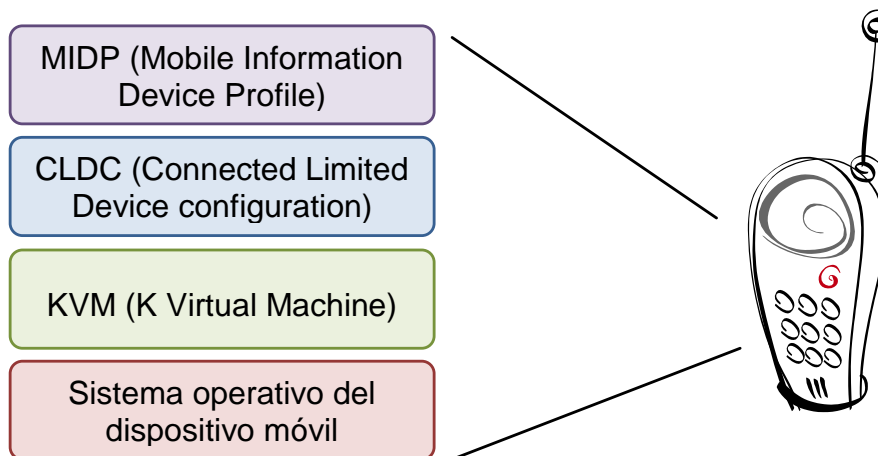 MIDP (Mobile Information
Device Profile)
CLDC (Connected Limited
Device configuration)
KVM (K Virtual Machine)
Sistema operativo del
dispositivo móvil